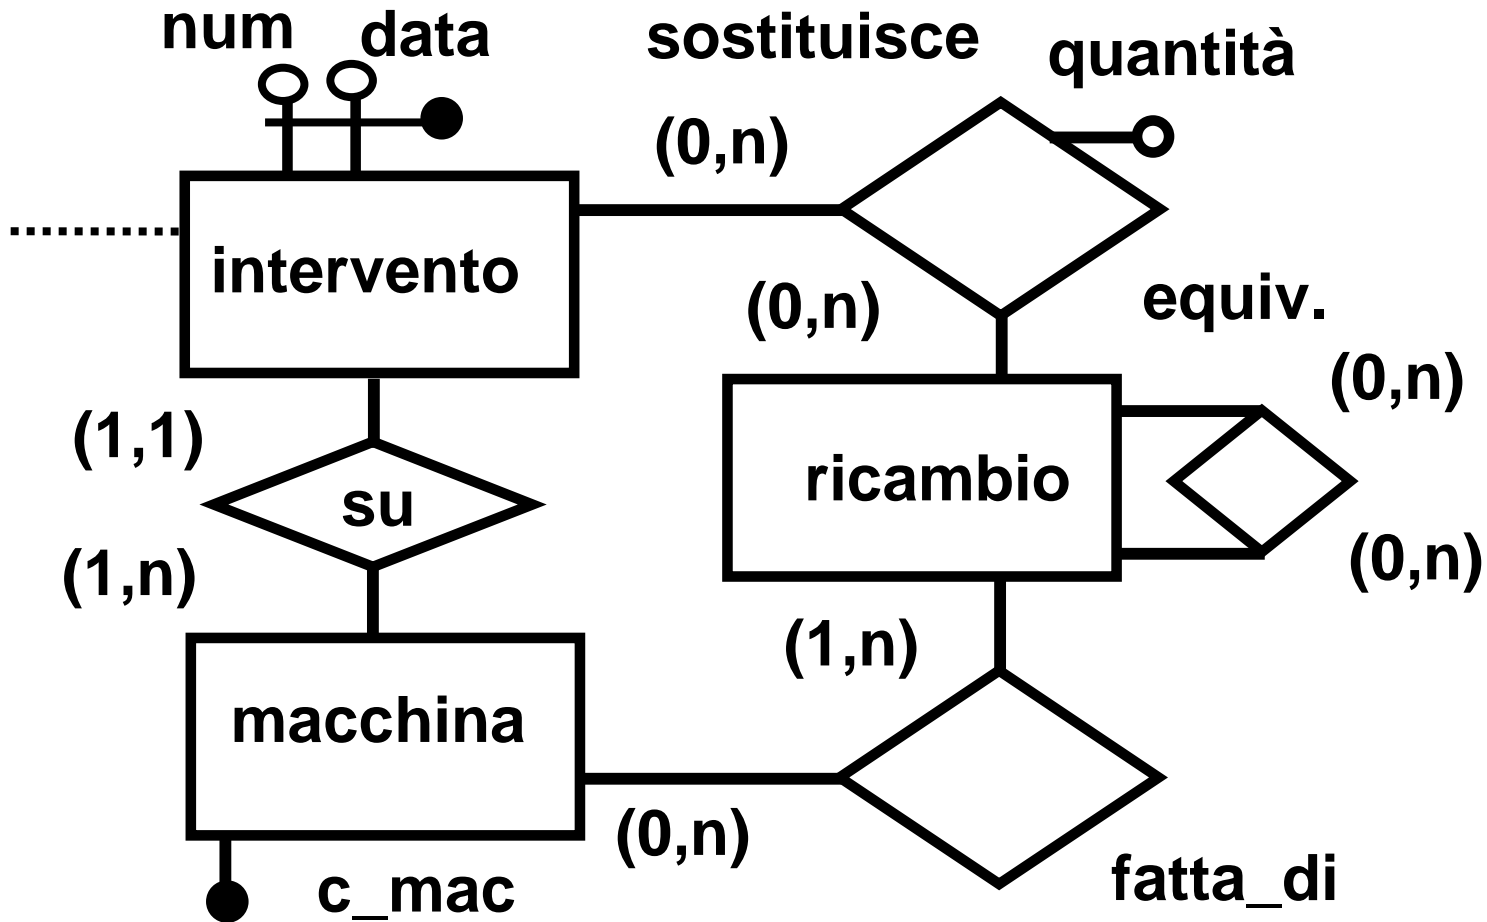 num
data
sostituisce
quantità
(0,n)
intervento
(0,n)
equiv.
(0,n)
(1,1)
ricambio
su
(0,n)
(1,n)
(1,n)
macchina
(0,n)
c_mac
fatta_di